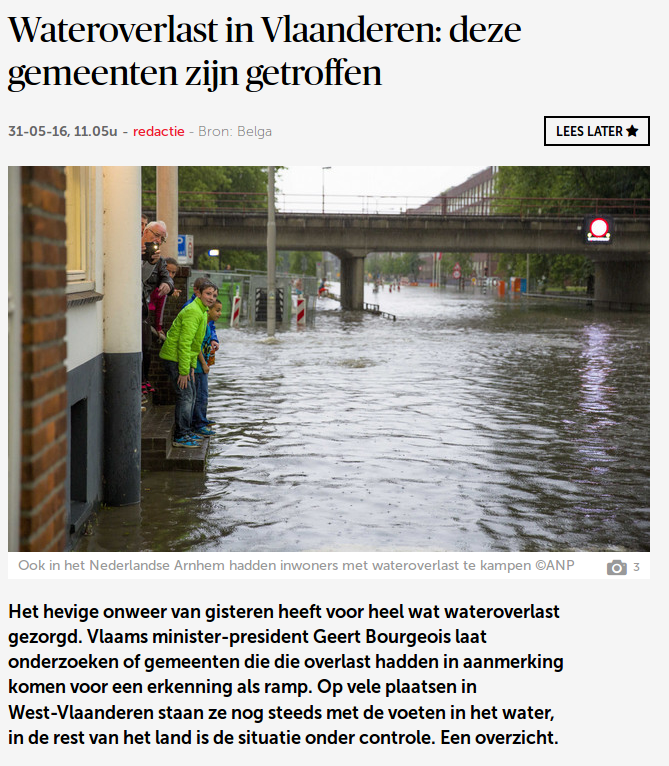 Wateroverlast in Vlaanderen: deze
gemeenten zijn getroffen
31-05-16, 11.05u - redactie - Bron: Belga
LEES LATER
Ook in het Nederlandse Arnhem hadden inwoners met wateroverlast te kampen ©ANP
3
Het hevige onweer van gisteren heeft voor heel wat wateroverlast
gezorgd. Vlaams minister-president Geert Bourgeois laat
onderzoeken of gemeenten die die overlast hadden in aanmerking
komen voor een erkenning als ramp. Op vele plaatsen in
West-Vlaanderen staan ze nog steeds met de voeten in het water,
in de rest van het land is de situatie onder controle. Een overzicht.